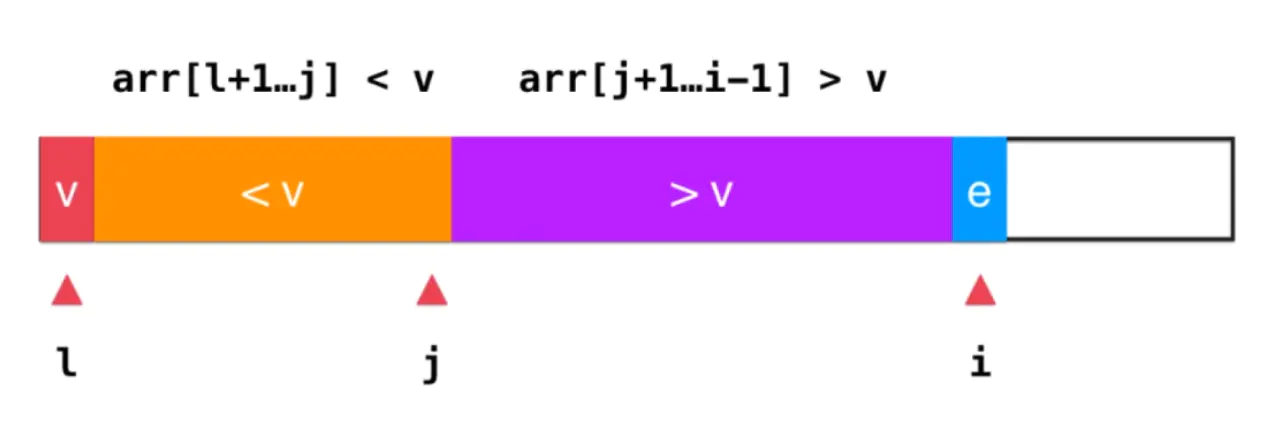 arr[l+1…j] < v arr[j+1…i-1] > v
v < v > v e
l j i